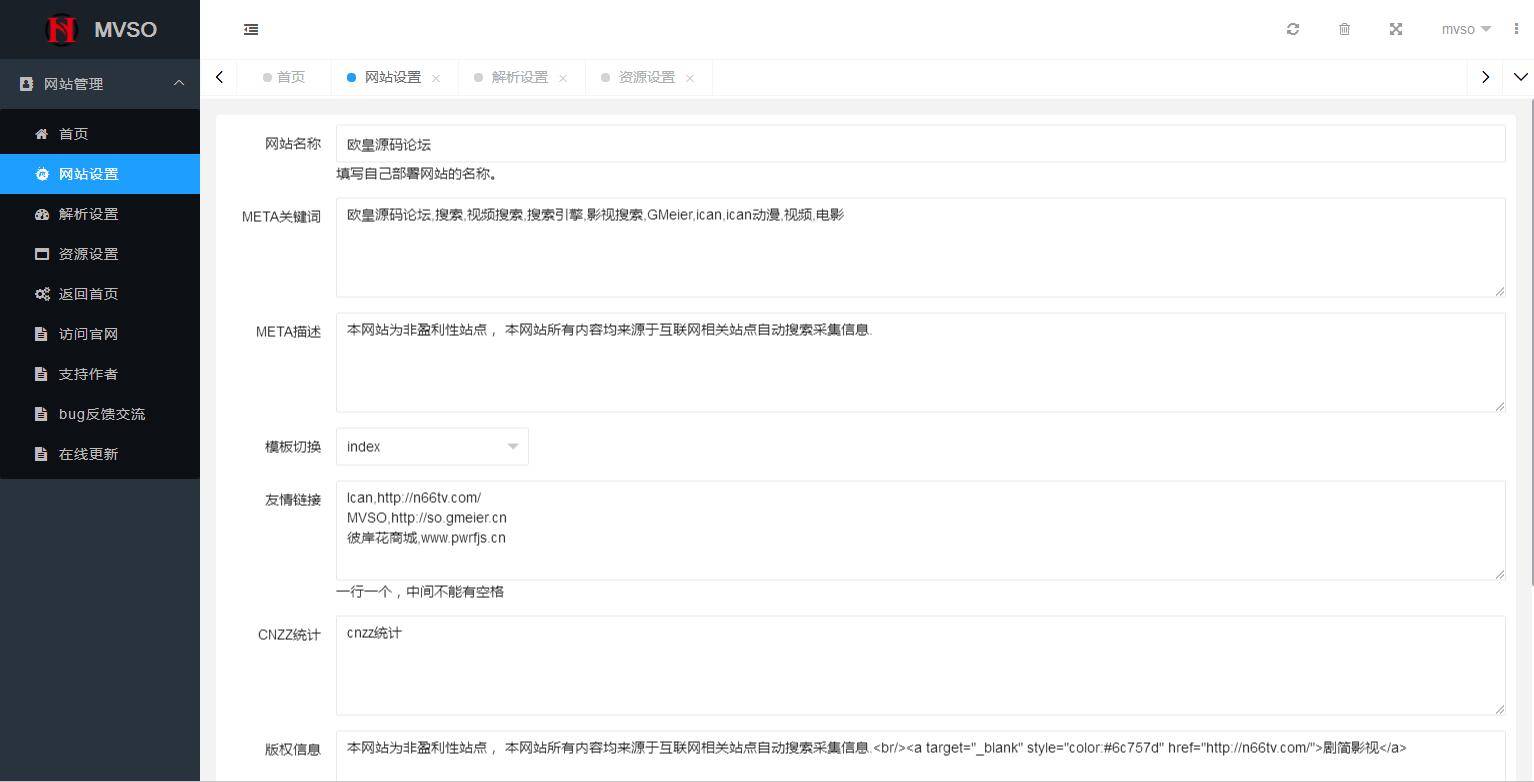 MVSO
mvso
网站管理
首页
网站设置
解析设置
资源设置
返回首页
访问官网
支持作者
bug反馈交流
在线更新
首页 网站设置 解析设置 资源设置
网站名称 欧皇源码论坛
填写自己部署网站的名称。
META关键词 欧皇源码论坛,搜索,视频搜索,搜索引擎,影视搜索,GMeier,ican,ican动漫,视频,电影
META描述 本网站为非盈利性站点，本网站所有内容均来源于互联网相关站点自动搜索采集信息.
模板切换 index
友情链接 Ican,http://n66tv.com/
MVSO,http://so.gmeier.cn
彼岸花商城,www.pwrfjs.cn
一行一个，中间不能有空格
CNZZ统计 cnzz统计
版权信息 本网站为非盈利性站点，本网站所有内容均来源于互联网相关站点自动搜索采集信息.<br/><a target="_blank" style="color:#6c757d" href="http://n66tv.com/">剧简影视</a>